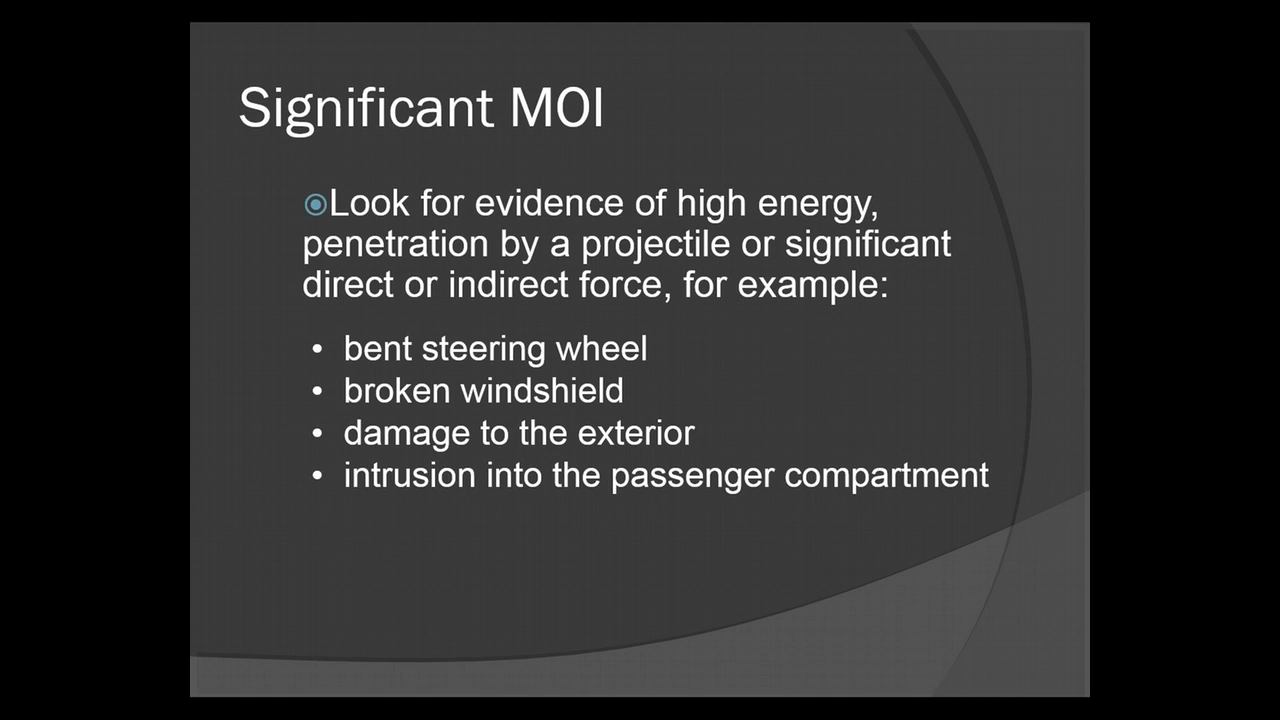 Significant MOI
Look for evidence of high energy,
penetration by a projectile or significant
direct or indirect force, for example:
• bent steering wheel
• broken windshield
• damage to the exterior
• intrusion into the passenger compartment